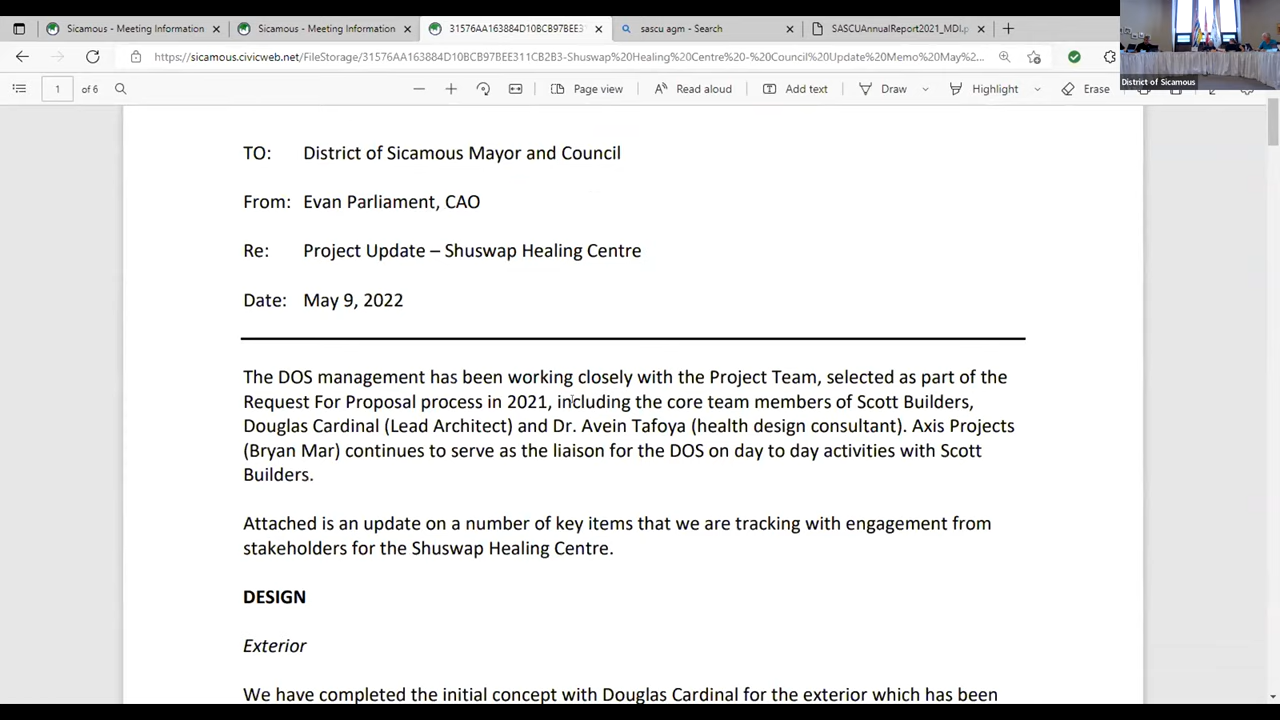 Sicamous - Meeting Information
Sicamous - Meeting Information
31576AA163884D10BCB97BEE3
sascu agm - Search
SASCUAnnualReport2021_MDI.p
https://sicamous.civicweb.net/FileStorage/31576AA163884D10BCB97BEE311CB2B3-Shuswap%20Healing%20Centre%20-%20Council%20Update%20Memo%20May%2...
1 of 6
Page view
Read aloud
Add text
Draw
Highlight
Erase
District of Sicamous
TO: District of Sicamous Mayor and Council
From: Evan Parliament, CAO
Re: Project Update – Shuswap Healing Centre
Date: May 9, 2022
The DOS management has been working closely with the Project Team, selected as part of the
Request For Proposal process in 2021, including the core team members of Scott Builders,
Douglas Cardinal (Lead Architect) and Dr. Avein Tafoya (health design consultant). Axis Projects
(Bryan Mar) continues to serve as the liaison for the DOS on day to day activities with Scott
Builders.
Attached is an update on a number of key items that we are tracking with engagement from
stakeholders for the Shuswap Healing Centre.
DESIGN
Exterior
We have completed the initial concept with Douglas Cardinal for the exterior which has been